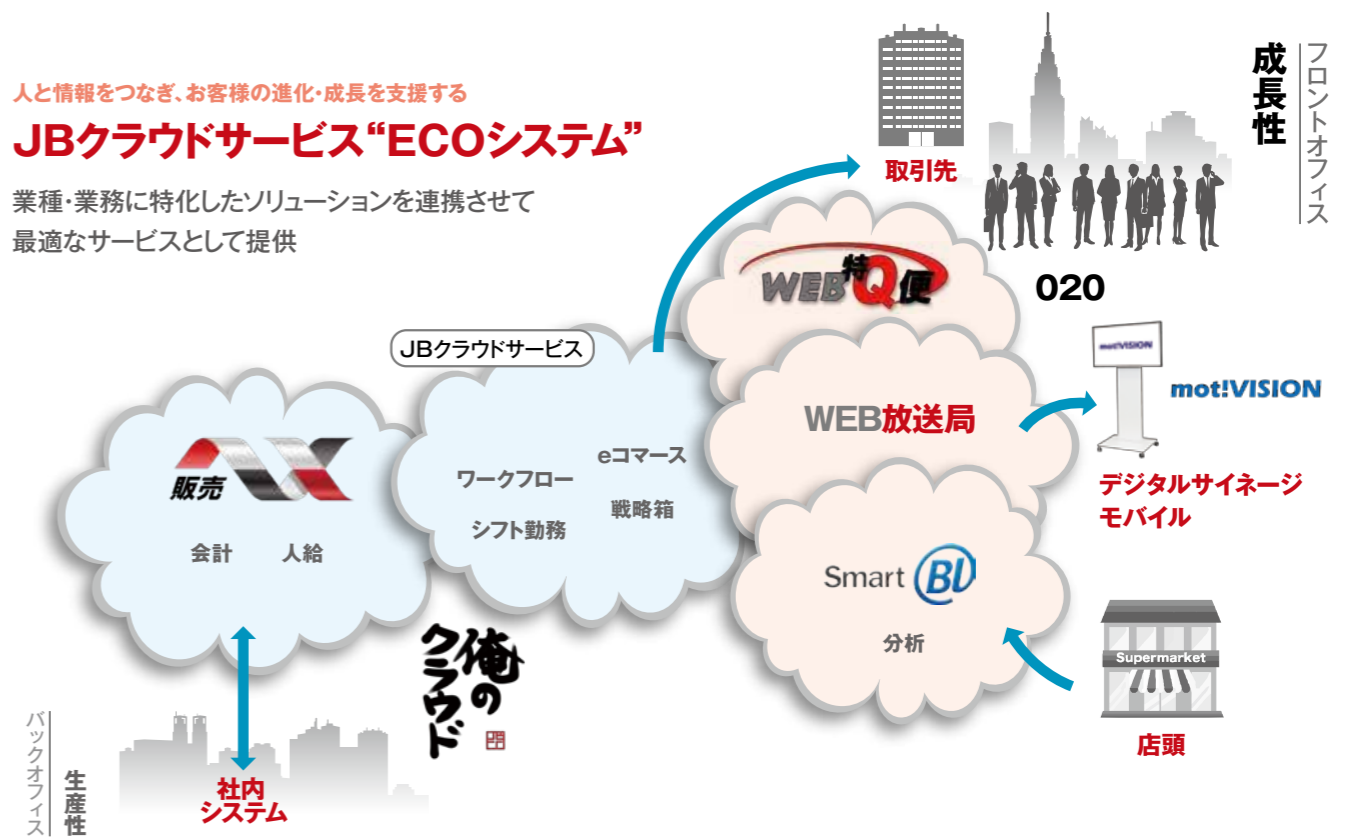 人と情報をつなぎ、お客様の進化・成長を支援する
JBクラウドサービス“ECOシステム”
業種・業務に特化したソリューションを連携させて
最適なサービスとして提供
取引先
成長性
フロントオフィス
WEB特Q便
O2O
JBクラウドサービス
mot!VISION
mot!VISION
WEB放送局
デジタルサイネージ
モバイル
AX
販売
会計
人給
ワークフロー
eコマース
シフト勤務
戦略箱
Smart BI
分析
Supermarket
店頭
俺の
クラウド
バックオフィス
生産性
社内
システム